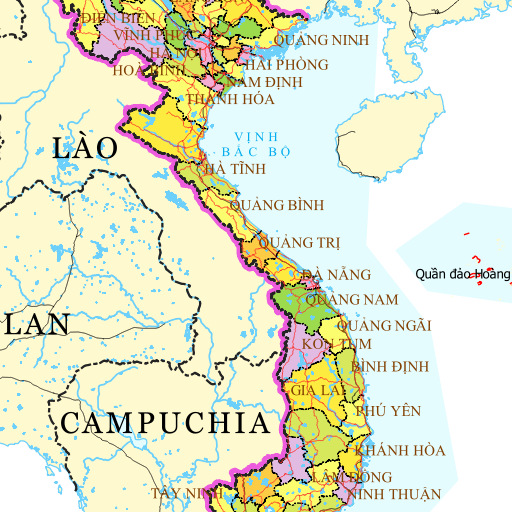 ĐIỆN BIÊN
VĨNH PHÚC
QUẢNG NINH
HÀ NỘI
HẢI PHÒNG
HOÀ BÌNH
NAM ĐỊNH
THANH HÓA
VỊNH
BẮC BỘ
LÀO
HÀ TĨNH
QUẢNG BÌNH
QUẢNG TRỊ
ĐÀ NẴNG
Quần đảo Hoàng
QUẢNG NAM
LAN
QUẢNG NGÃI
KON TUM
BÌNH ĐỊNH
GIA LAI
PHÚ YÊN
CAMPUCHIA
KHÁNH HÒA
LÂM ĐỒNG
TÂY NINH
NINH THUẬN